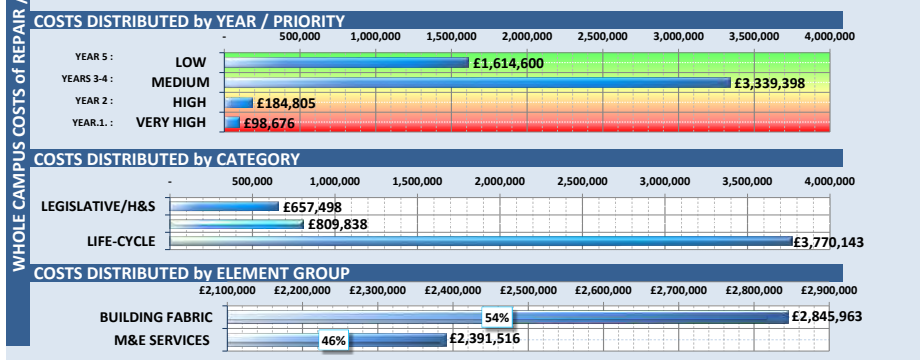 WHOLE CAMPUS COSTS of REPAIR /
COSTS DISTRIBUTED by YEAR / PRIORITY
- 500,000 1,000,000 1,500,000 2,000,000 2,500,000 3,000,000 3,500,000 4,000,000
YEAR 5 : LOW £1,614,600
YEARS 3-4 : MEDIUM £3,339,398
YEAR 2 : HIGH £184,805
YEAR.1. : VERY HIGH £98,676
COSTS DISTRIBUTED by CATEGORY
- 500,000 1,000,000 1,500,000 2,000,000 2,500,000 3,000,000 3,500,000 4,000,000
LEGISLATIVE/H&S £657,498
£809,838
LIFE-CYCLE £3,770,143
COSTS DISTRIBUTED by ELEMENT GROUP
£2,100,000 £2,200,000 £2,300,000 £2,400,000 £2,500,000 £2,600,000 £2,700,000 £2,800,000 £2,900,000
BUILDING FABRIC 54% £2,845,963
M&E SERVICES 46% £2,391,516